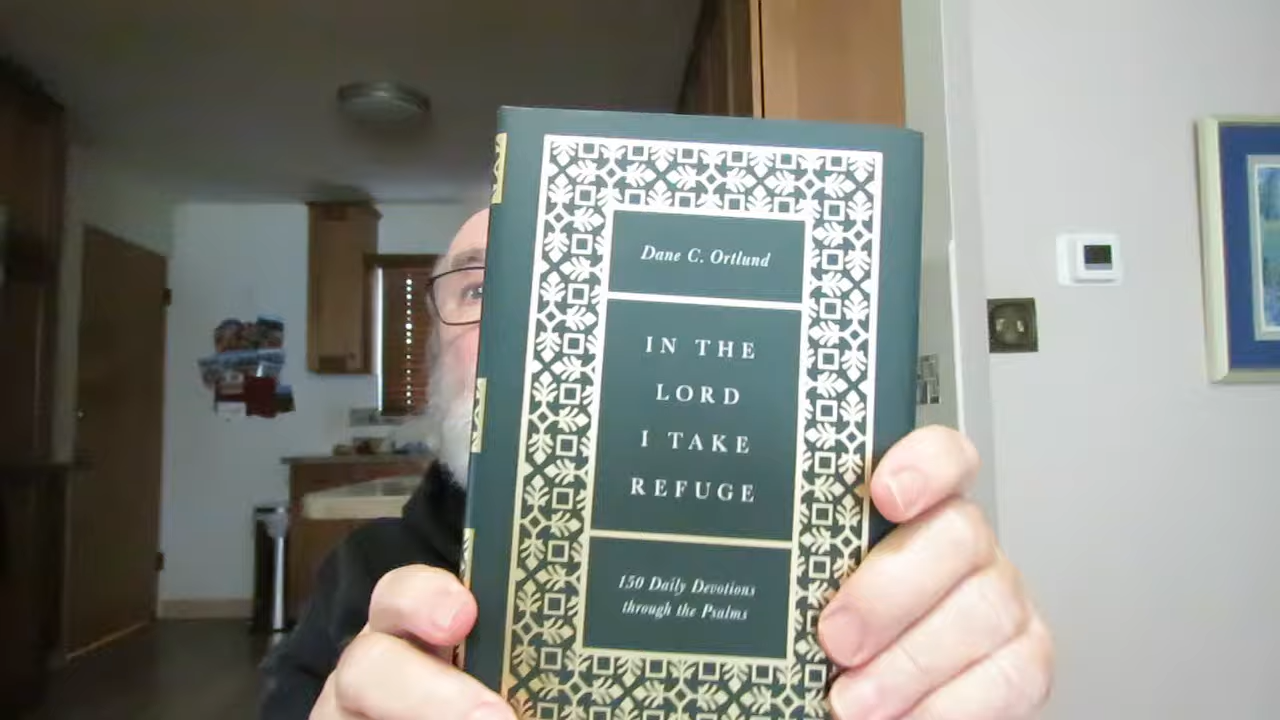 Dane C. Ortlund
IN THE
LORD
I TAKE
REFUGE
150 Daily Devotions
through the Psalms